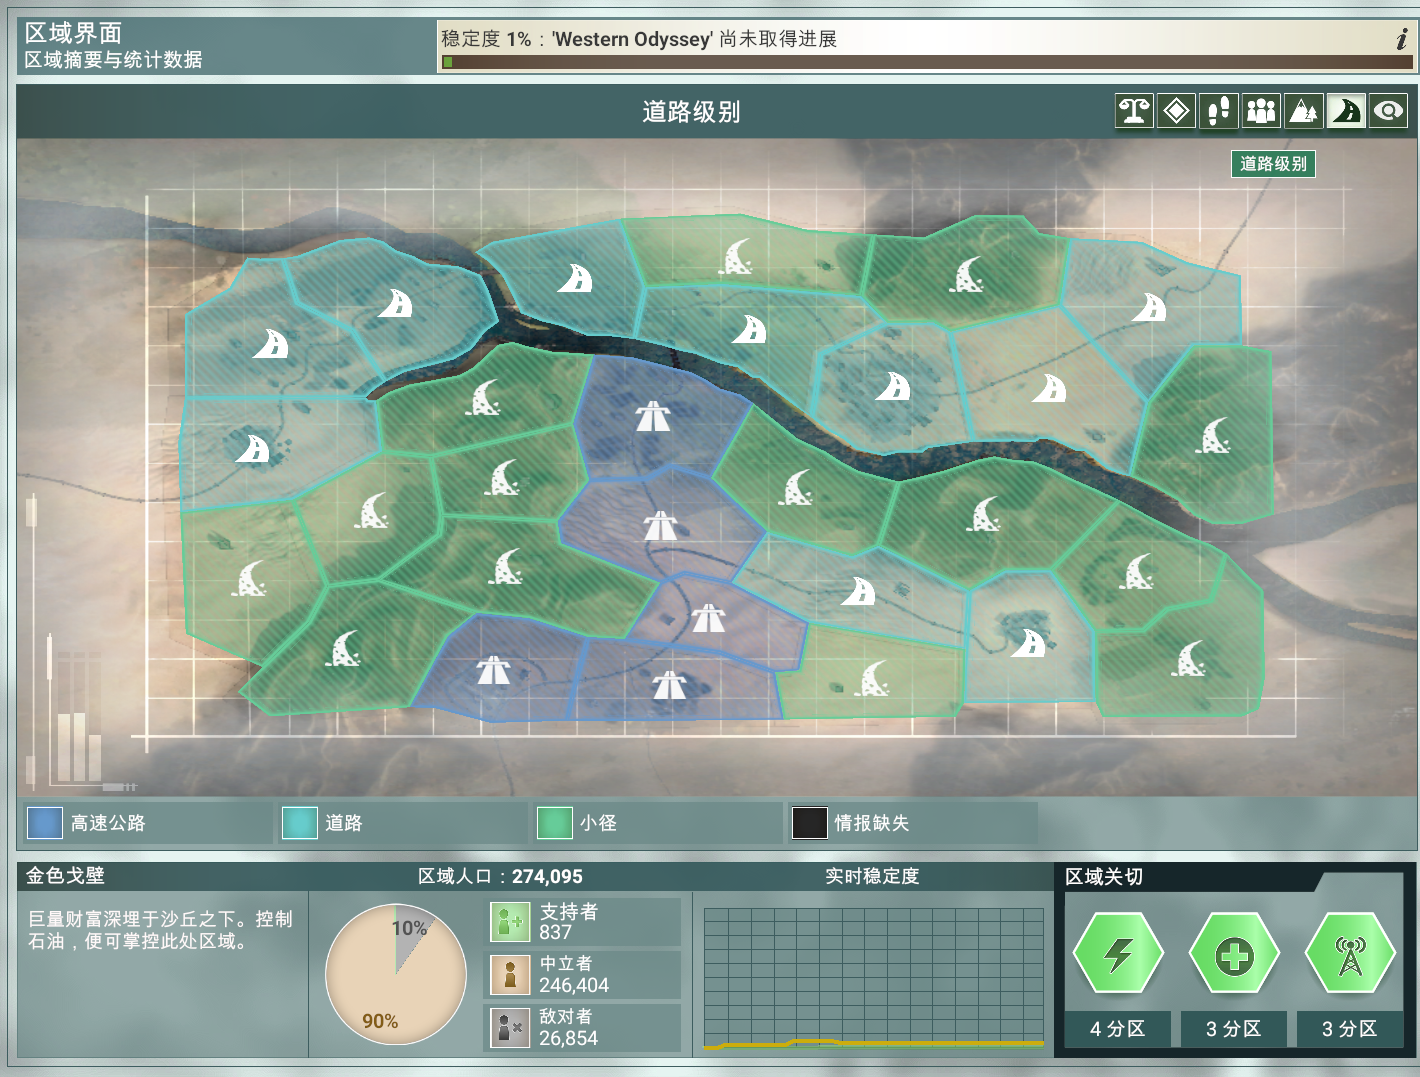 区域界面
区域摘要与统计数据
稳定度 1% : 'Western Odyssey' 尚未取得进展
i
道路级别
道路级别
高速公路
道路
小径
情报缺失
金色戈壁
巨量财富深埋于沙丘之下。控制
石油，便可掌控此处区域。
区域人口：274,095
10%
90%
支持者
837
中立者
246,404
敌对者
26,854
实时稳定度
区域关切
4 分区
3 分区
3 分区